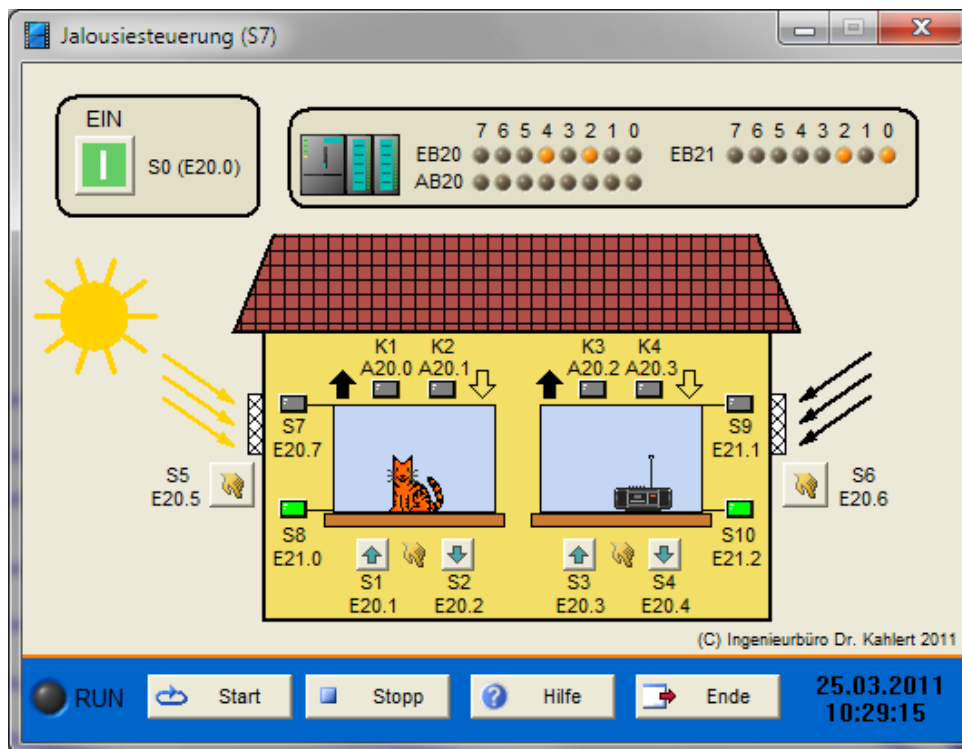 Jalousiesteuerung (S7)
EIN
S0 (E20.0)
7 6 5 4 3 2 1 0
7 6 5 4 3 2 1 0
EB20
EB21
AB20
K1
K2
K3
K4
A20.0
A20.1
A20.2
A20.3
S7
E20.7
S9
E21.1
S5
E20.5
S6
E20.6
S8
E21.0
S10
E21.2
S1
S2
S3
S4
E20.1
E20.2
E20.3
E20.4
(C) Ingenieurbüro Dr. Kahlert 2011
RUN
Start
Stopp
Hilfe
Ende
25.03.2011
10:29:15